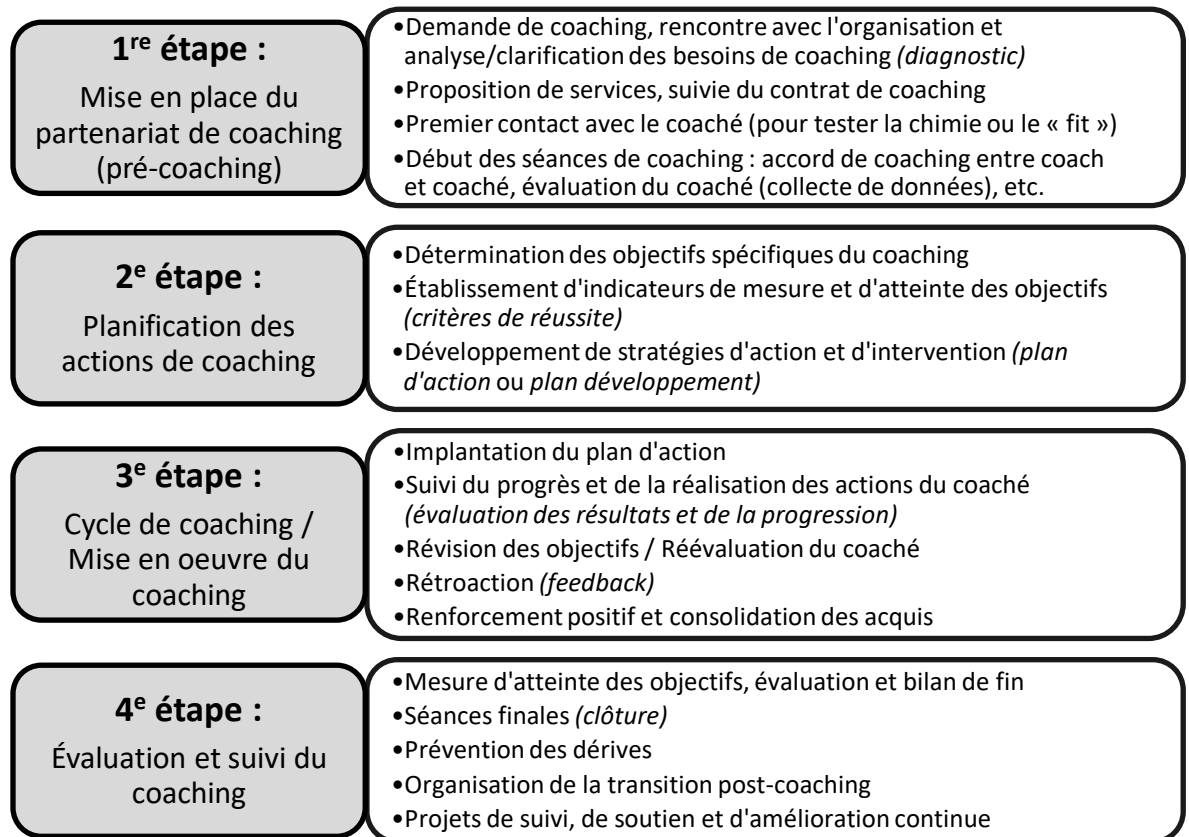 1re étape :
Mise en place du
partenariat de coaching
(pré-coaching)
•Demande de coaching, rencontre avec l'organisation et
analyse/clarification des besoins de coaching (diagnostic)
•Proposition de services, suivie du contrat de coaching
•Premier contact avec le coaché (pour tester la chimie ou le « fit »)
•Début des séances de coaching : accord de coaching entre coach
et coaché, évaluation du coaché (collecte de données), etc.
2e étape :
Planification des
actions de coaching
•Détermination des objectifs spécifiques du coaching
•Établissement d'indicateurs de mesure et d'atteinte des objectifs
(critères de réussite)
•Développement de stratégies d'action et d'intervention (plan
d'action ou plan développement)
3e étape :
Cycle de coaching /
Mise en oeuvre du
coaching
•Implantation du plan d'action
•Suivi du progrès et de la réalisation des actions du coaché
(évaluation des résultats et de la progression)
•Révision des objectifs / Réévaluation du coaché
•Rétroaction (feedback)
•Renforcement positif et consolidation des acquis
4e étape :
Évaluation et suivi du
coaching
•Mesure d'atteinte des objectifs, évaluation et bilan de fin
•Séances finales (clôture)
•Prévention des dérives
•Organisation de la transition post-coaching
•Projets de suivi, de soutien et d'amélioration continue